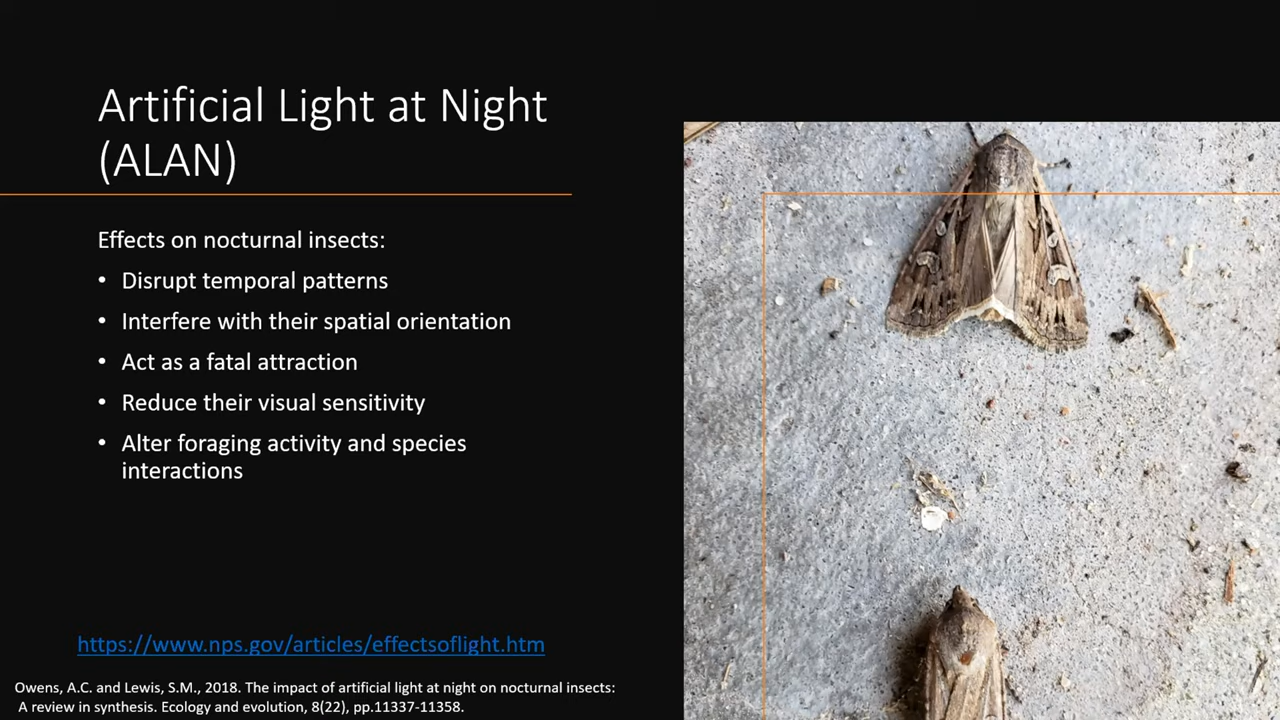 Artificial Light at Night
(ALAN)
Effects on nocturnal insects:
• Disrupt temporal patterns
• Interfere with their spatial orientation
• Act as a fatal attraction
• Reduce their visual sensitivity
• Alter foraging activity and species
interactions
https://www.nps.gov/articles/effectsoflight.htm
Owens, A.C. and Lewis, S.M., 2018. The impact of artificial light at night on nocturnal insects:
A review in synthesis. Ecology and evolution, 8(22), pp.11337-11358.